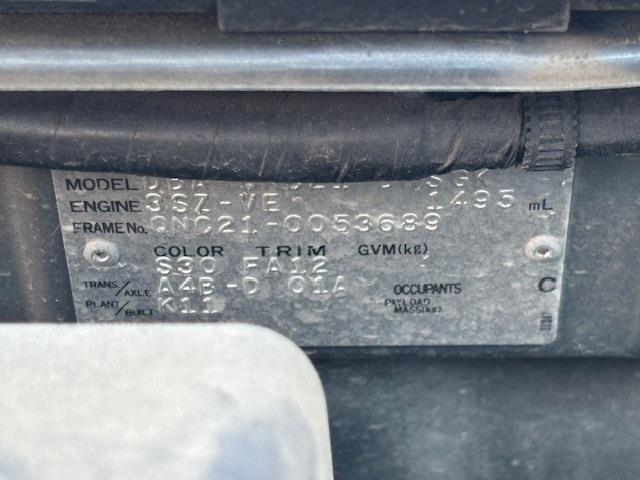 MODEL DBA-
ENGINE 3SZ-VE 1495 mL
FRAME No. QNC21-0053689
COLOR TRIM GVM(kg)
S30 FA12
TRANS/AXLE A4B-D 01A OCCUPANTS C
PLANT/BUILT K11 PAYLOAD MASS(kg)